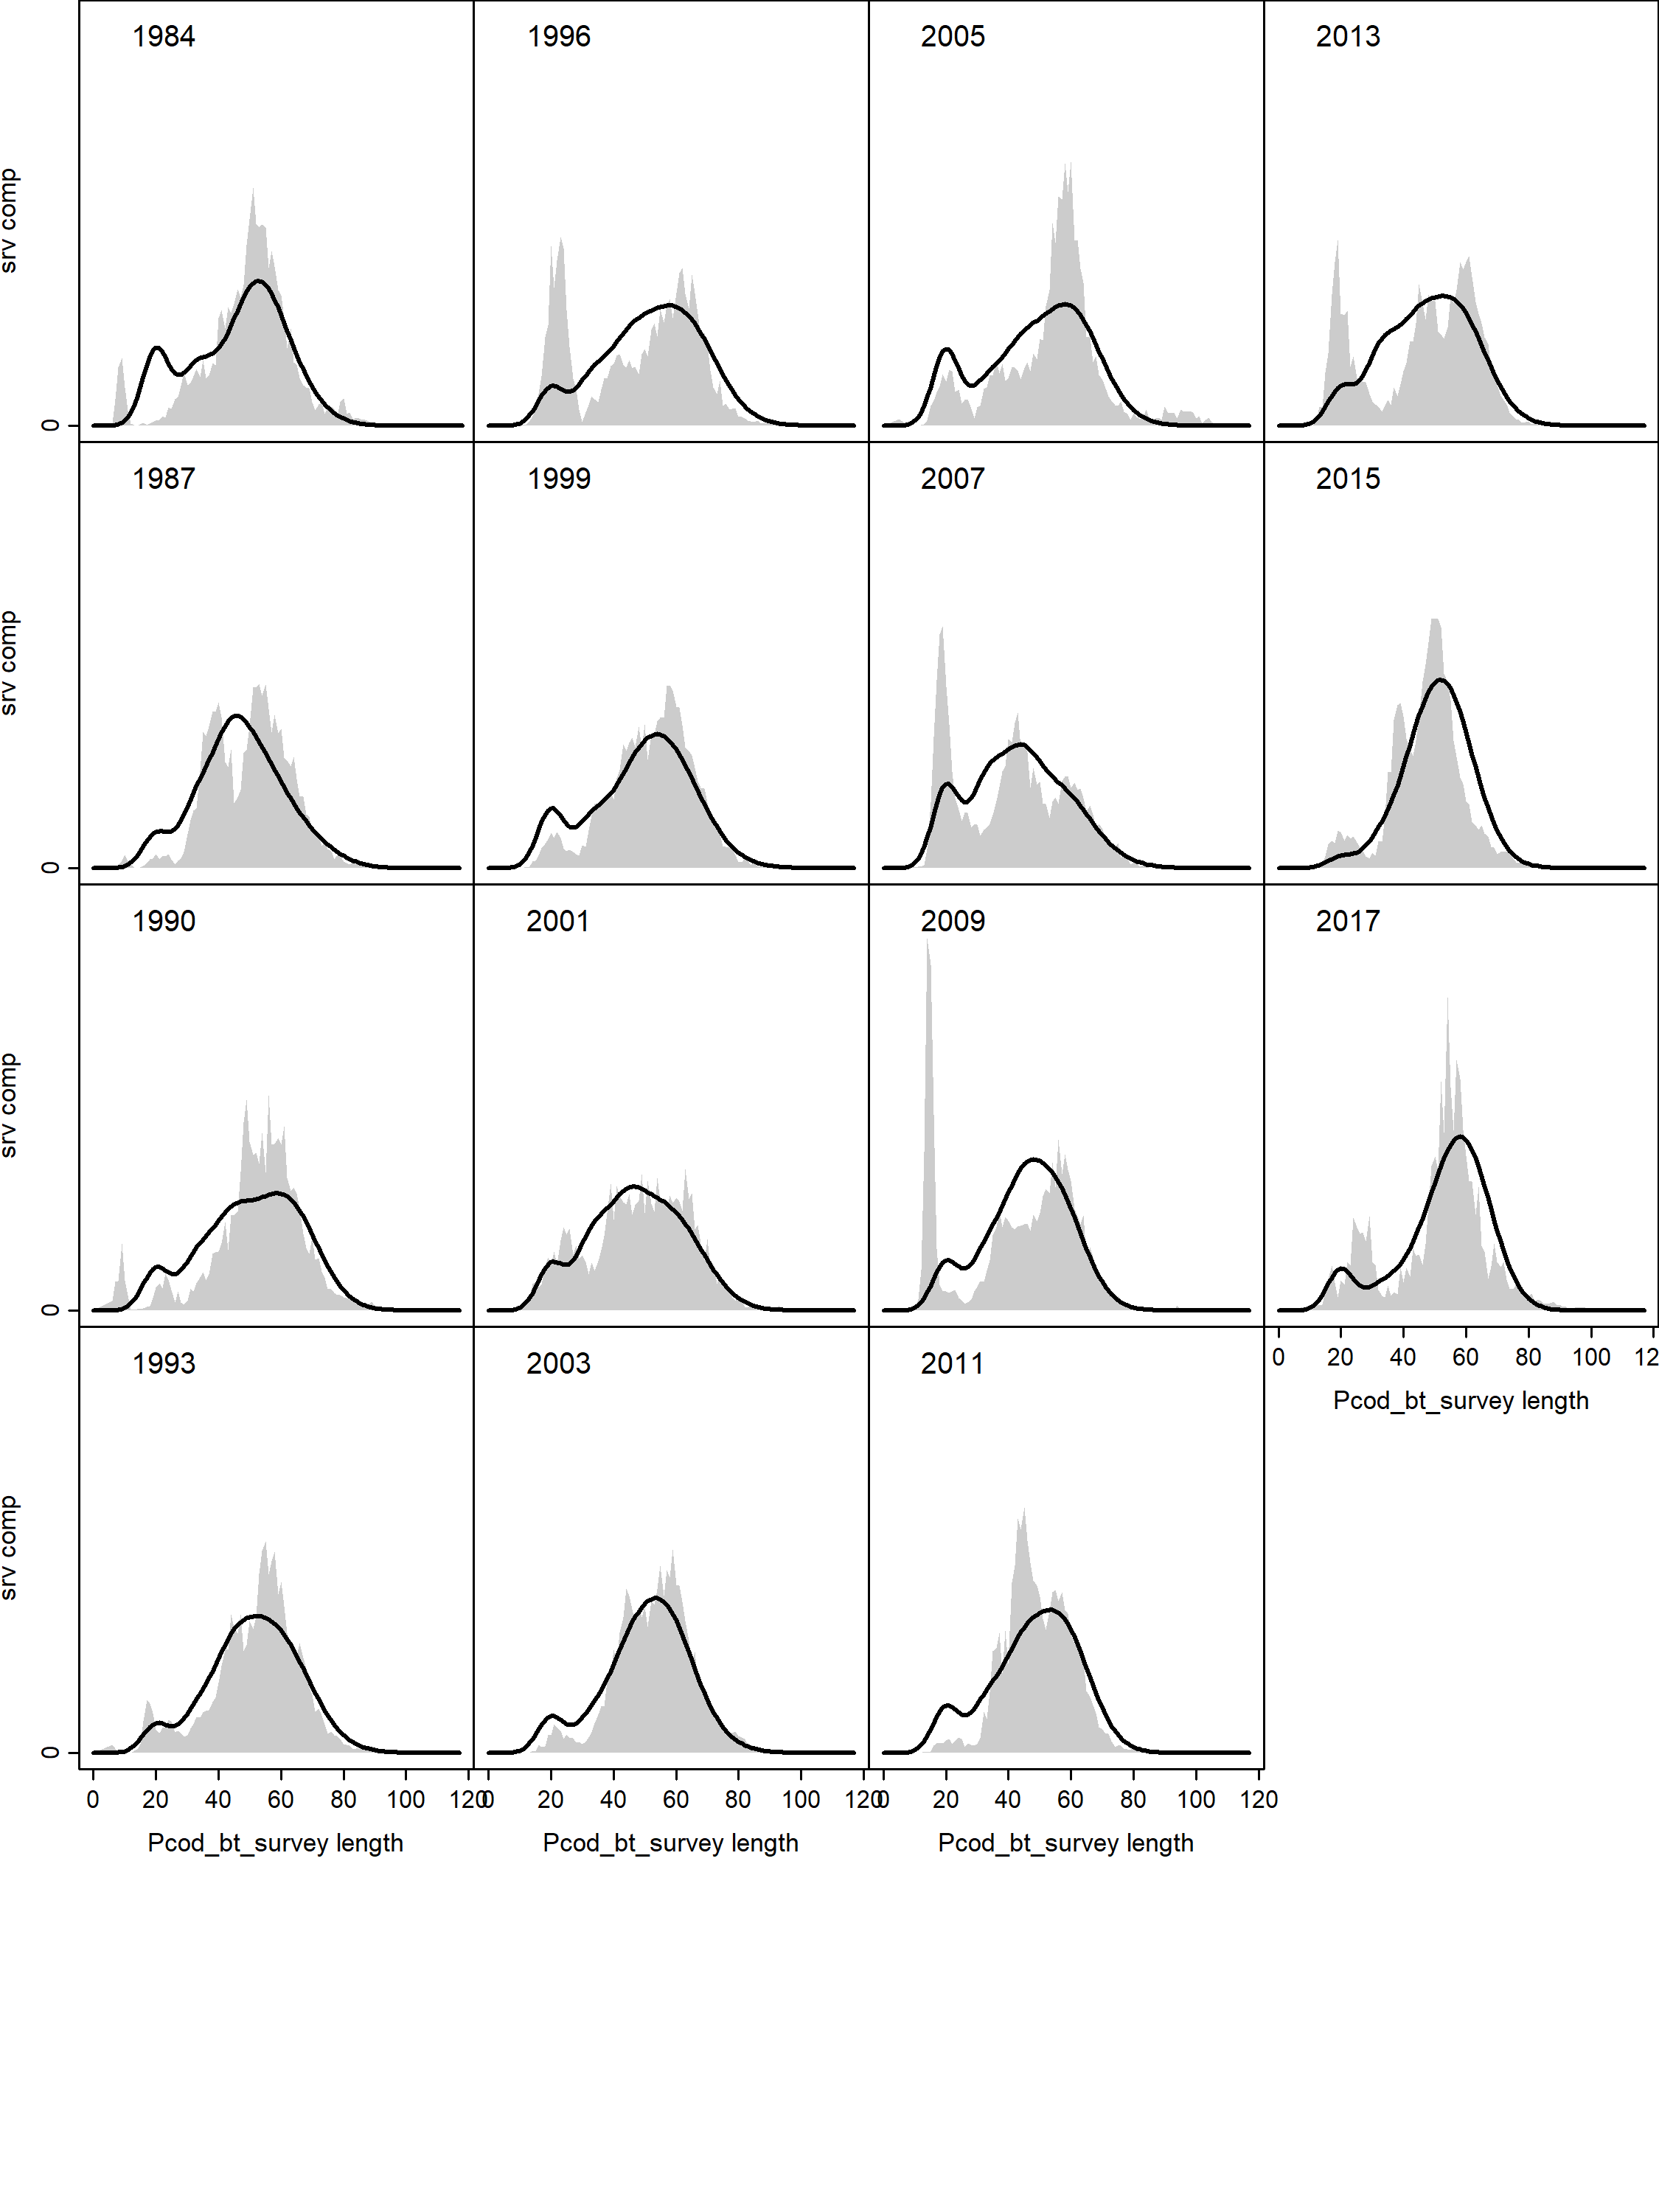 1984 1996 2005 2013
srv comp
0
1987 1999 2007 2015
srv comp
0
1990 2001 2009 2017
srv comp
0
0 20 40 60 80 100 12
Pcod_bt_survey length
1993 2003 2011
srv comp
0
0 20 40 60 80 100 120 0 20 40 60 80 100 120 0 20 40 60 80 100 120
Pcod_bt_survey length Pcod_bt_survey length Pcod_bt_survey length